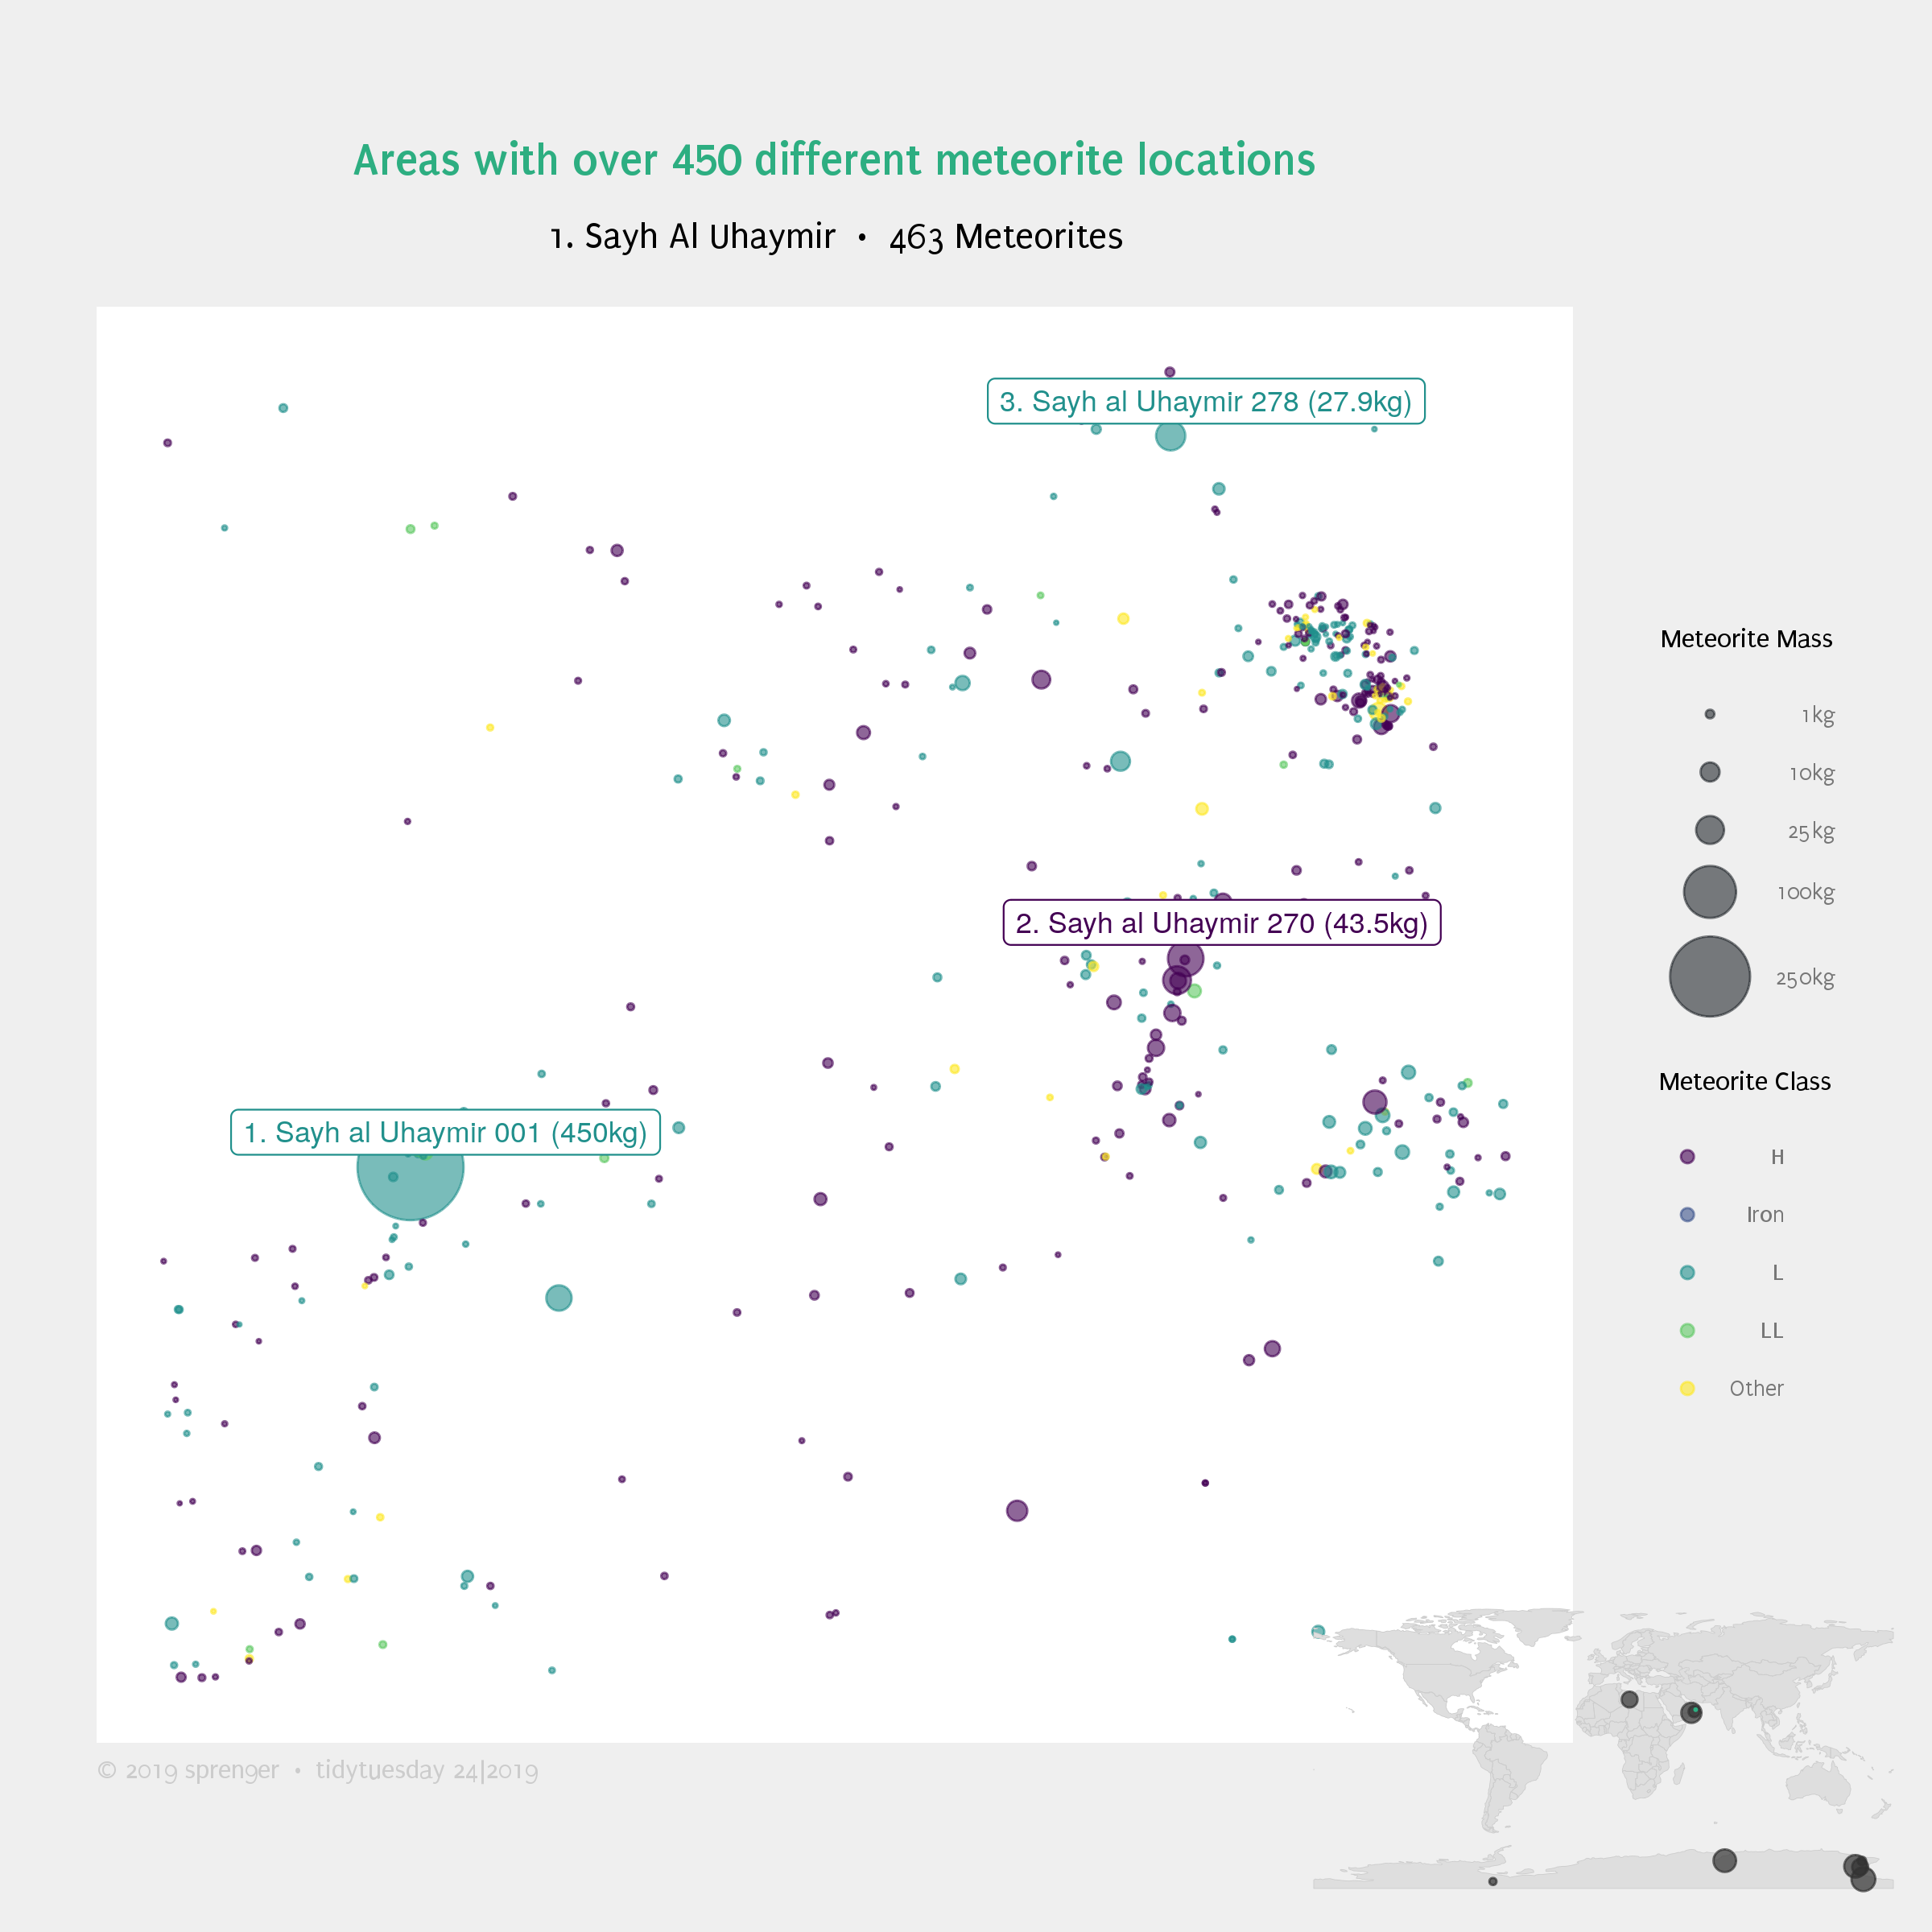 Areas with over 450 different meteorite locations
1. Sayh Al Uhaymir • 463 Meteorites
3. Sayh al Uhaymir 278 (27.9kg)
2. Sayh al Uhaymir 270 (43.5kg)
1. Sayh al Uhaymir 001 (450kg)
Meteorite Mass
1kg
10kg
25kg
100kg
250kg
Meteorite Class
H
Iron
L
LL
Other
© 2019 sprenger • tidytuesday 24|2019